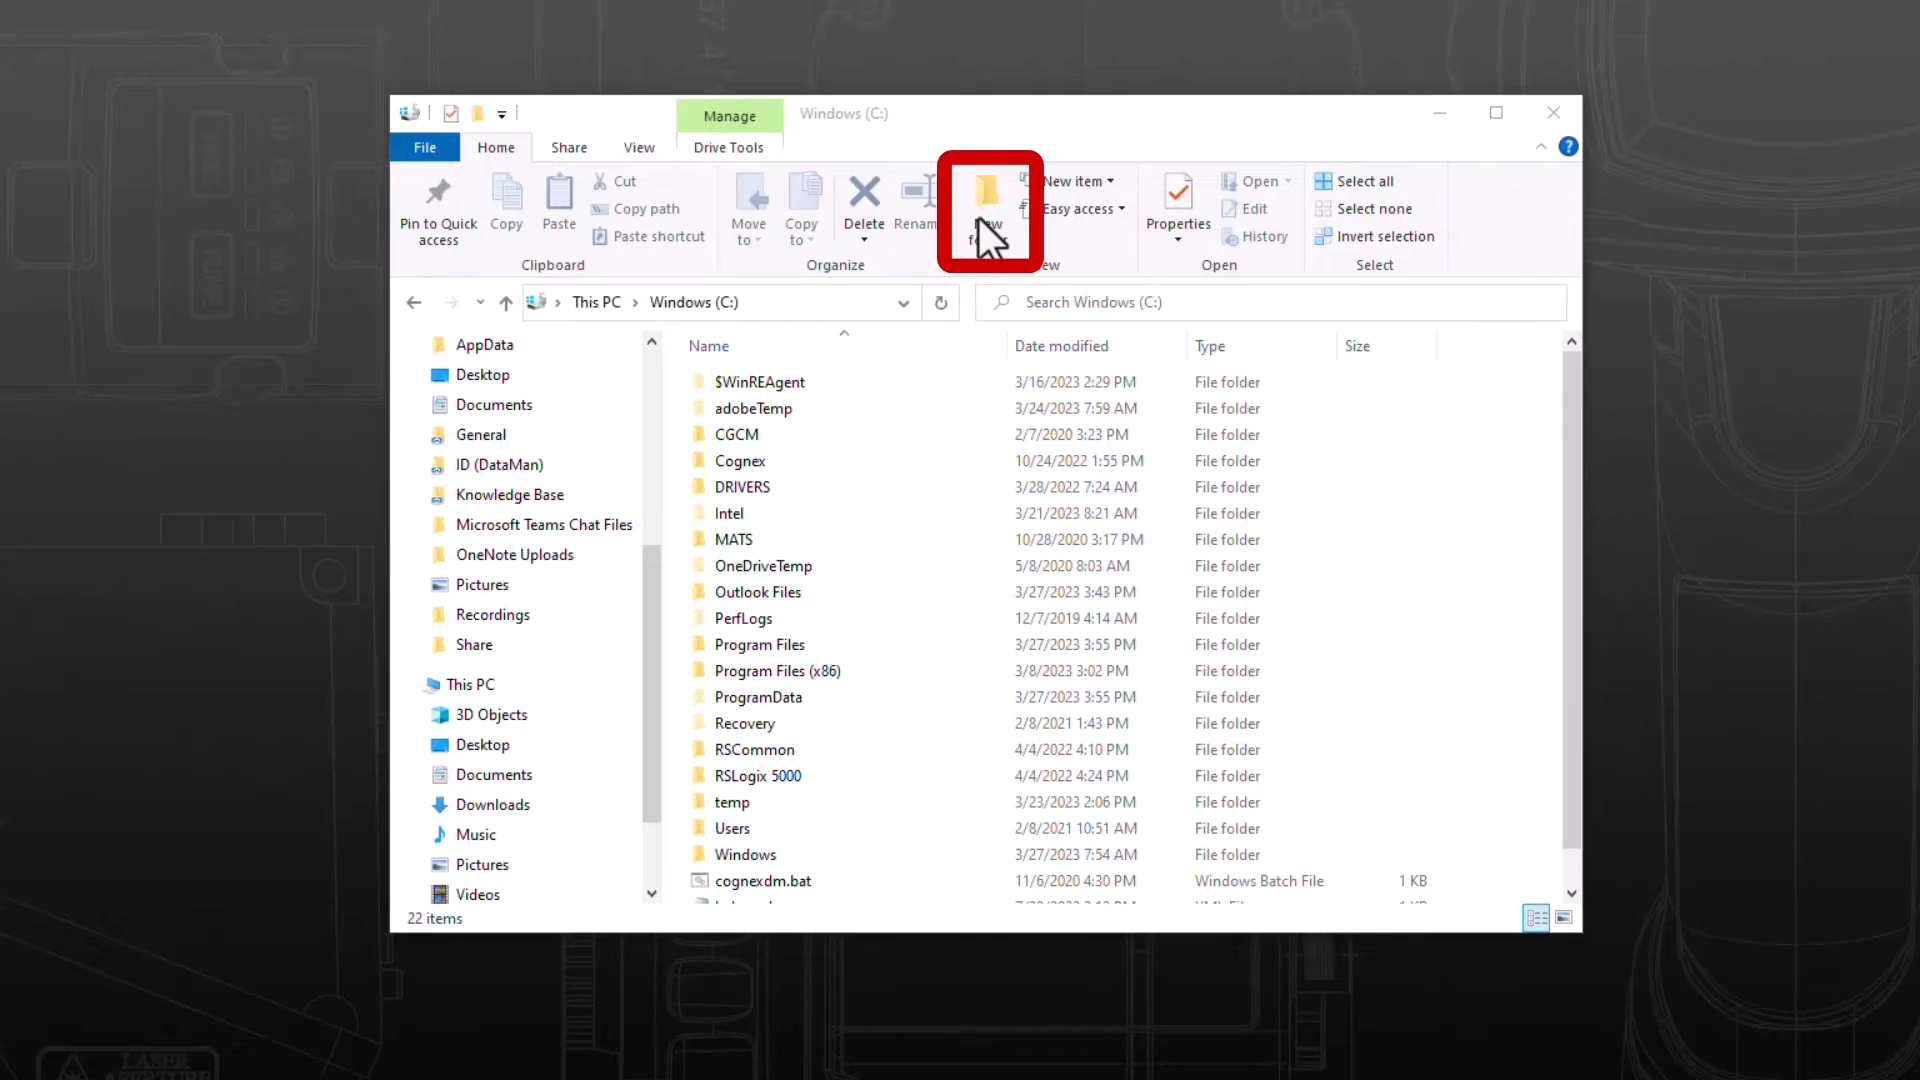 Manage
Windows (C:)
File
Home
Share
View
Drive Tools
Pin to Quick access
Copy
Paste
Cut
Copy path
Paste shortcut
Clipboard
Move to
Copy to
Delete
Organize
New item
Easy access
Properties
Open
Edit
History
Open
Select all
Select none
Invert selection
Select
This PC
Windows (C:)
Search Windows (C:)
AppData
Desktop
Documents
General
ID (DataMan)
Knowledge Base
Microsoft Teams Chat Files
OneNote Uploads
Pictures
Recordings
Share
This PC
3D Objects
Desktop
Documents
Downloads
Music
Pictures
Videos
Name Date modified Type Size
$WinREAgent 3/16/2023 2:29 PM File folder
adobeTemp 3/24/2023 7:59 AM File folder
CGCM 2/7/2020 3:23 PM File folder
Cognex 10/24/2022 1:55 PM File folder
DRIVERS 3/28/2022 7:24 AM File folder
Intel 3/21/2023 8:21 AM File folder
MATS 10/28/2020 3:17 PM File folder
OneDriveTemp 5/8/2020 8:03 AM File folder
Outlook Files 3/27/2023 3:43 PM File folder
PerfLogs 12/7/2019 4:14 AM File folder
Program Files 3/27/2023 3:55 PM File folder
Program Files (x86) 3/8/2023 3:02 PM File folder
ProgramData 3/27/2023 3:55 PM File folder
Recovery 2/8/2021 1:43 PM File folder
RSCommon 4/4/2022 4:10 PM File folder
RSLogix 5000 4/4/2022 4:24 PM File folder
temp 3/23/2023 2:06 PM File folder
Users 2/8/2021 10:51 AM File folder
Windows 3/27/2023 7:54 AM File folder
cognexdm.bat 11/6/2020 4:30 PM Windows Batch File 1 KB
22 items
LASER